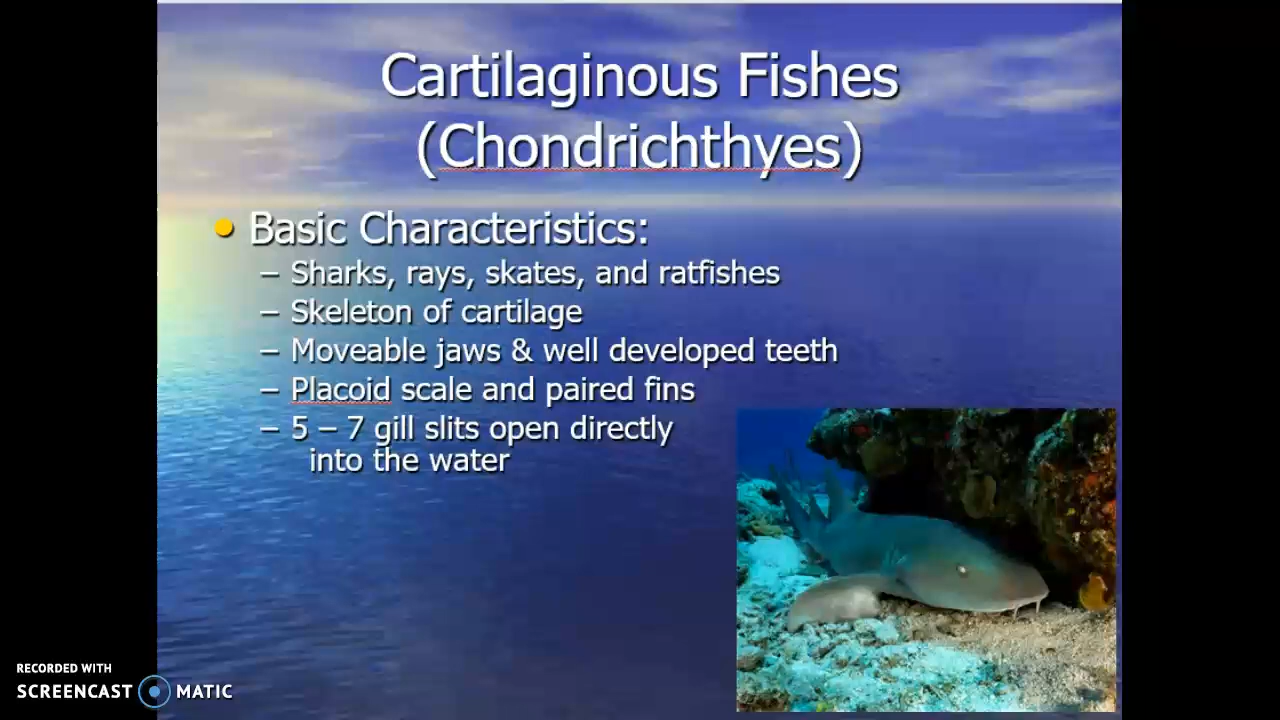 Cartilaginous Fishes
(Chondrichthyes)
Basic Characteristics:
– Sharks, rays, skates, and ratfishes
– Skeleton of cartilage
– Moveable jaws & well developed teeth
– Placoid scale and paired fins
– 5 – 7 gill slits open directly
into the water
RECORDED WITH
SCREENCAST MATIC